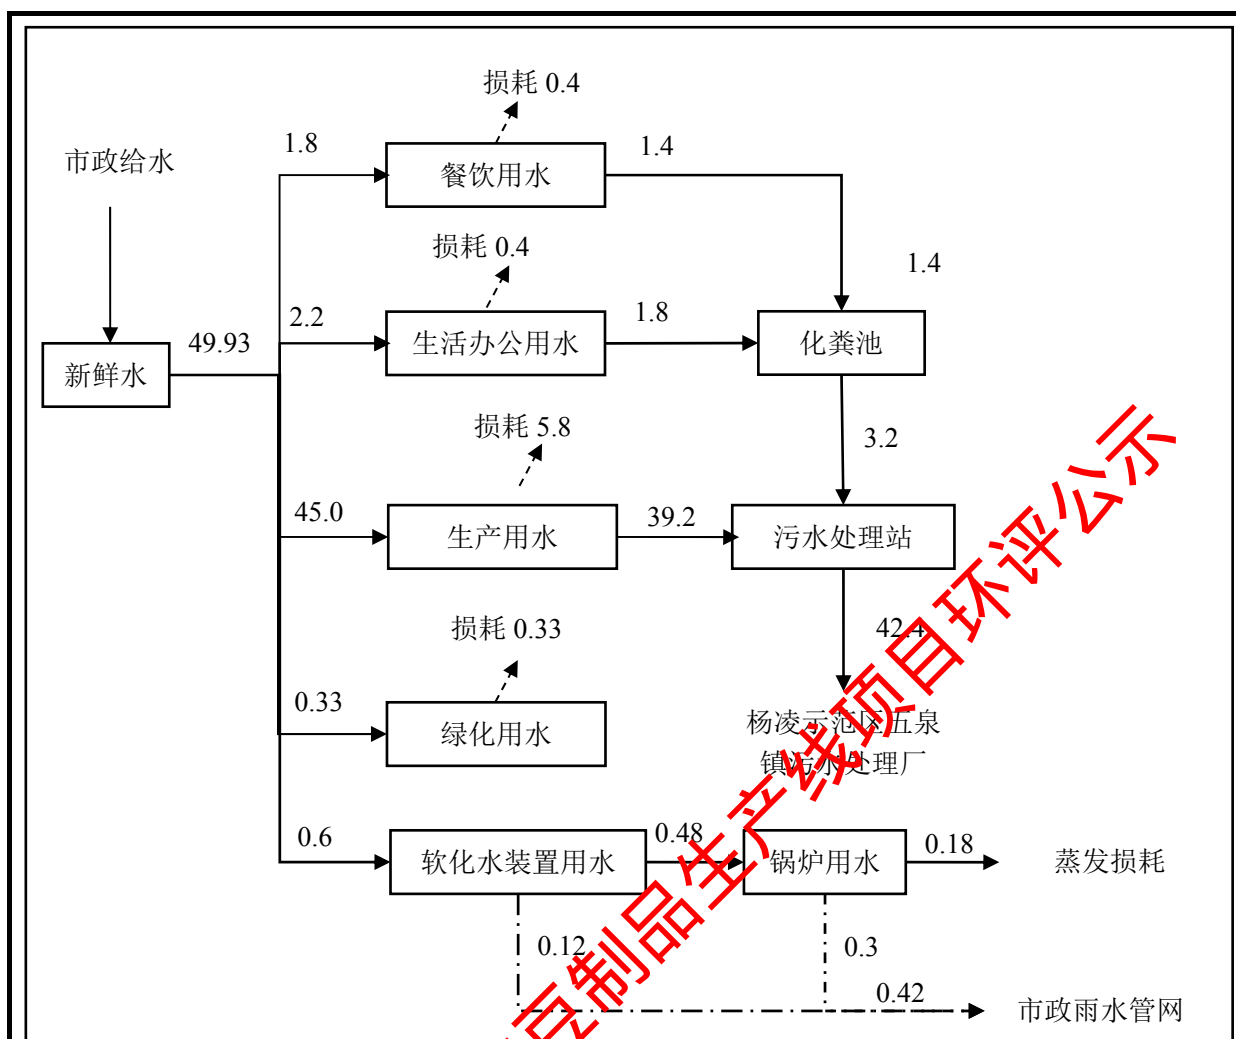 损耗 0.4
市政给水
1.8
餐饮用水
1.4
损耗 0.4
1.4
2.2
生活办公用水
1.8
化粪池
49.93
新鲜水
损耗 5.8
3.2
45.0
生产用水
39.2
污水处理站
损耗 0.33
42.4
0.33
绿化用水
杨凌示范区五泉
镇污水处理厂
0.6
软化水装置用水
0.48
锅炉用水
0.18
蒸发损耗
0.12
0.3
0.42
市政雨水管网
豆制品生产线项目环评公示